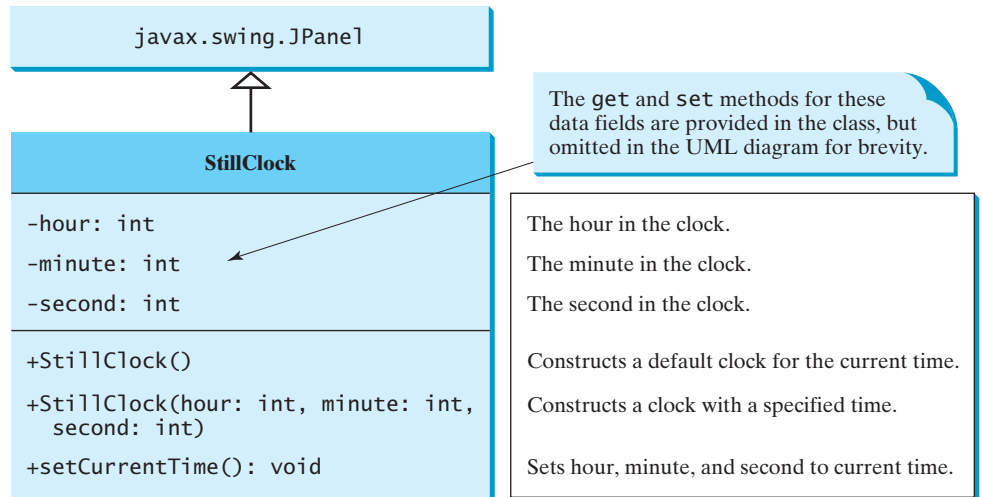 javax.swing.JPanel
The get and set methods for these
data fields are provided in the class, but
omitted in the UML diagram for brevity.
StillClock
-hour: int
The hour in the clock.
-minute: int
The minute in the clock.
-second: int
The second in the clock.
+StillClock()
Constructs a default clock for the current time.
+StillClock(hour: int, minute: int,
second: int)
Constructs a clock with a specified time.
+setCurrentTime(): void
Sets hour, minute, and second to current time.